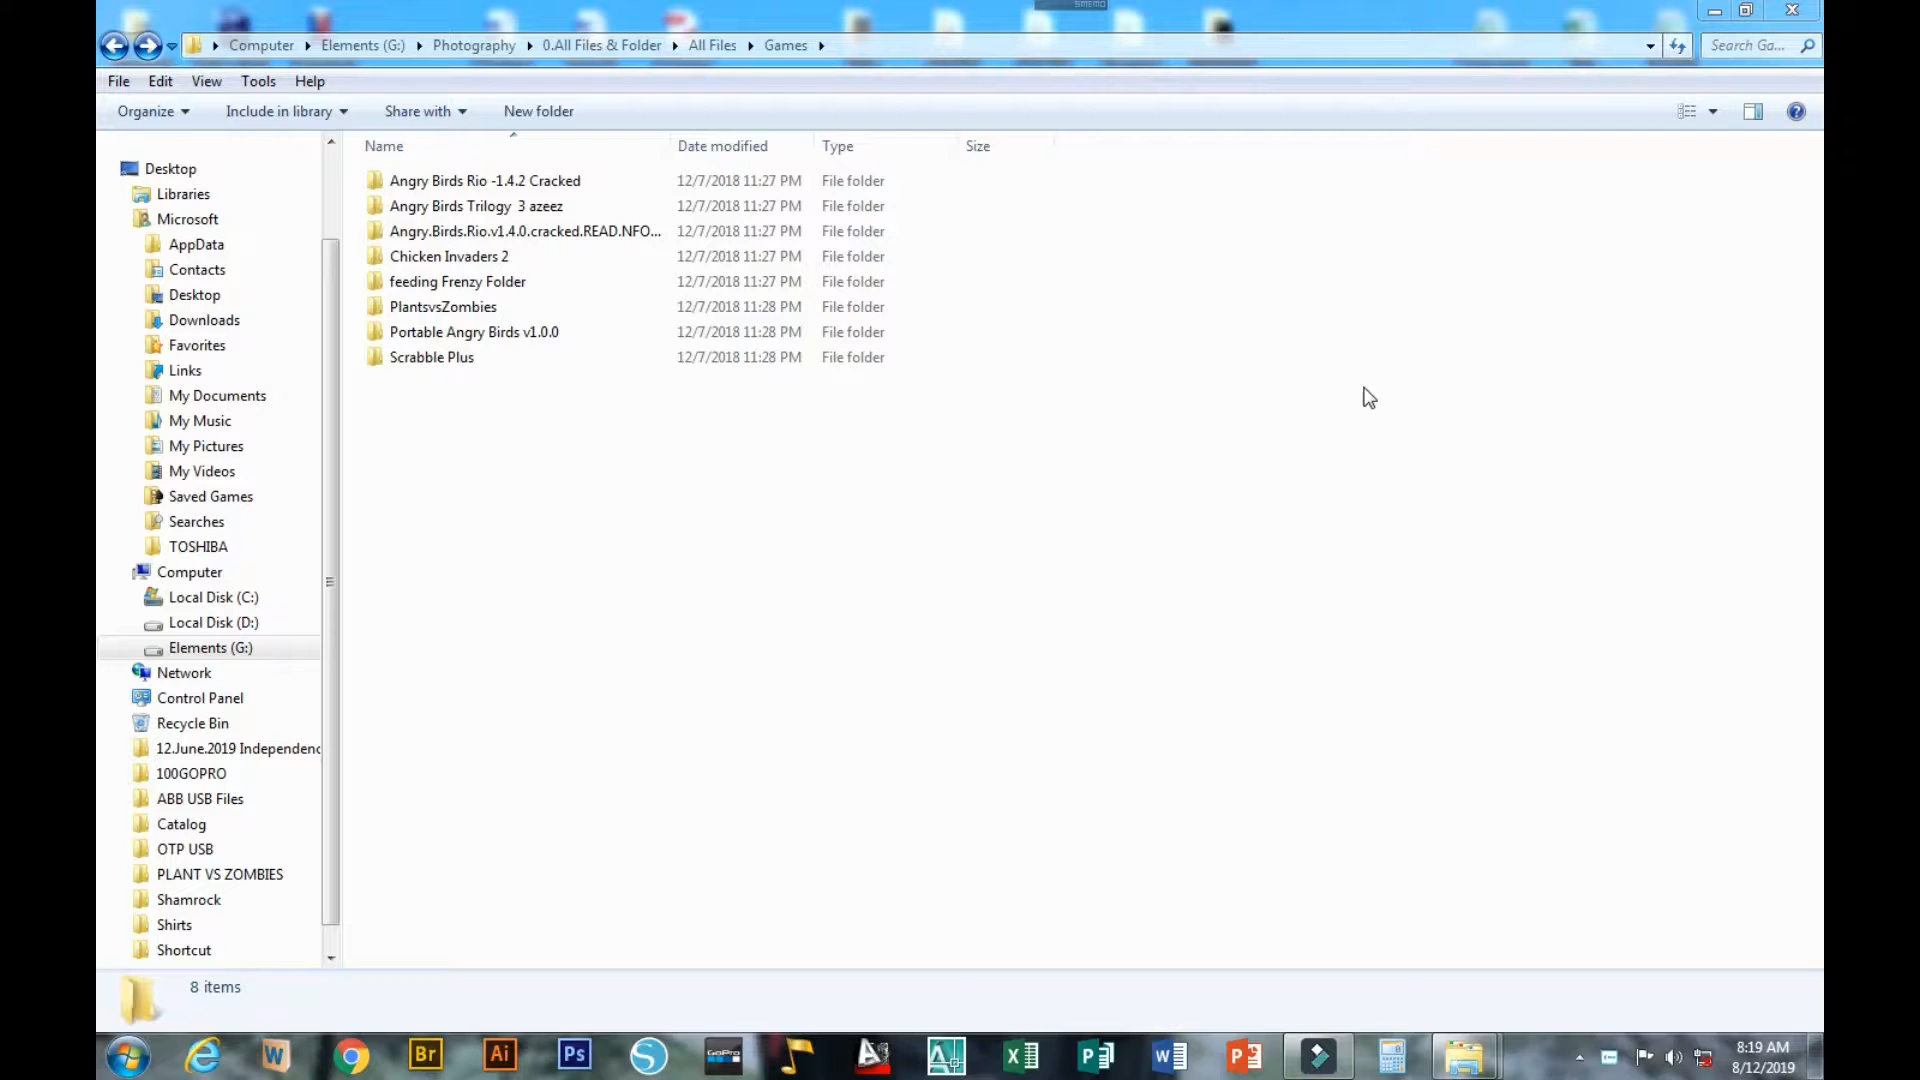 SMEMO
Computer Elements (G:) Photography 0.All Files & Folder All Files Games Search Ga...
File Edit View Tools Help
Organize Include in library Share with New folder
Name Date modified Type Size
Angry Birds Rio -1.4.2 Cracked 12/7/2018 11:27 PM File folder
Angry Birds Trilogy  3 azeez 12/7/2018 11:27 PM File folder
Angry.Birds.Rio.v1.4.0.cracked.READ.NFO... 12/7/2018 11:27 PM File folder
Chicken Invaders 2 12/7/2018 11:27 PM File folder
feeding Frenzy Folder 12/7/2018 11:27 PM File folder
PlantsvsZombies 12/7/2018 11:28 PM File folder
Portable Angry Birds v1.0.0 12/7/2018 11:28 PM File folder
Scrabble Plus 12/7/2018 11:28 PM File folder
Desktop
Libraries
Microsoft
AppData
Contacts
Desktop
Downloads
Favorites
Links
My Documents
My Music
My Pictures
My Videos
Saved Games
Searches
TOSHIBA
Computer
Local Disk (C:)
Local Disk (D:)
Elements (G:)
Network
Control Panel
Recycle Bin
12.June.2019 Independenc
100GOPRO
ABB USB Files
Catalog
OTP USB
PLANT VS ZOMBIES
Shamrock
Shirts
Shortcut
8 items
Br Ai Ps GoPro
8:19 AM
8/12/2019